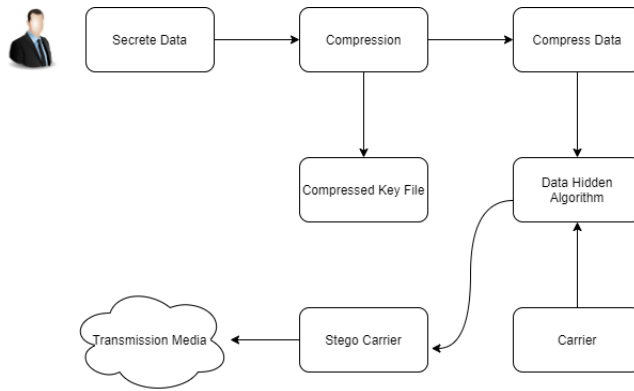 Secrete Data
Compression
Compress Data
Compressed Key File
Data Hidden
Algorithm
Transmission Media
Stego Carrier
Carrier